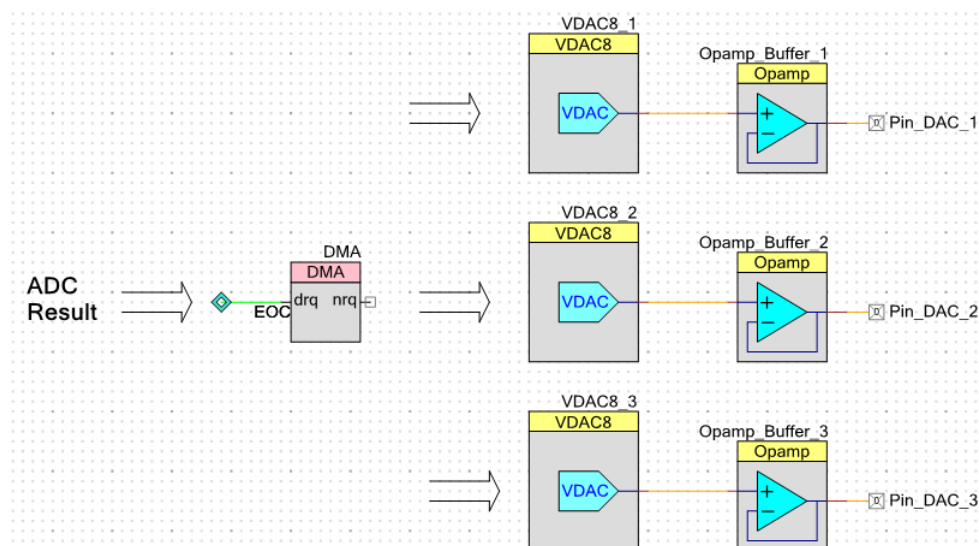 VDAC8_1
VDAC8
VDAC
Opamp_Buffer_1
Opamp
+
−
Pin_DAC_1
ADC
Result
EOC
DMA
DMA
drq nrq
VDAC8_2
VDAC8
VDAC
Opamp_Buffer_2
Opamp
+
−
Pin_DAC_2
VDAC8_3
VDAC8
VDAC
Opamp_Buffer_3
Opamp
+
−
Pin_DAC_3